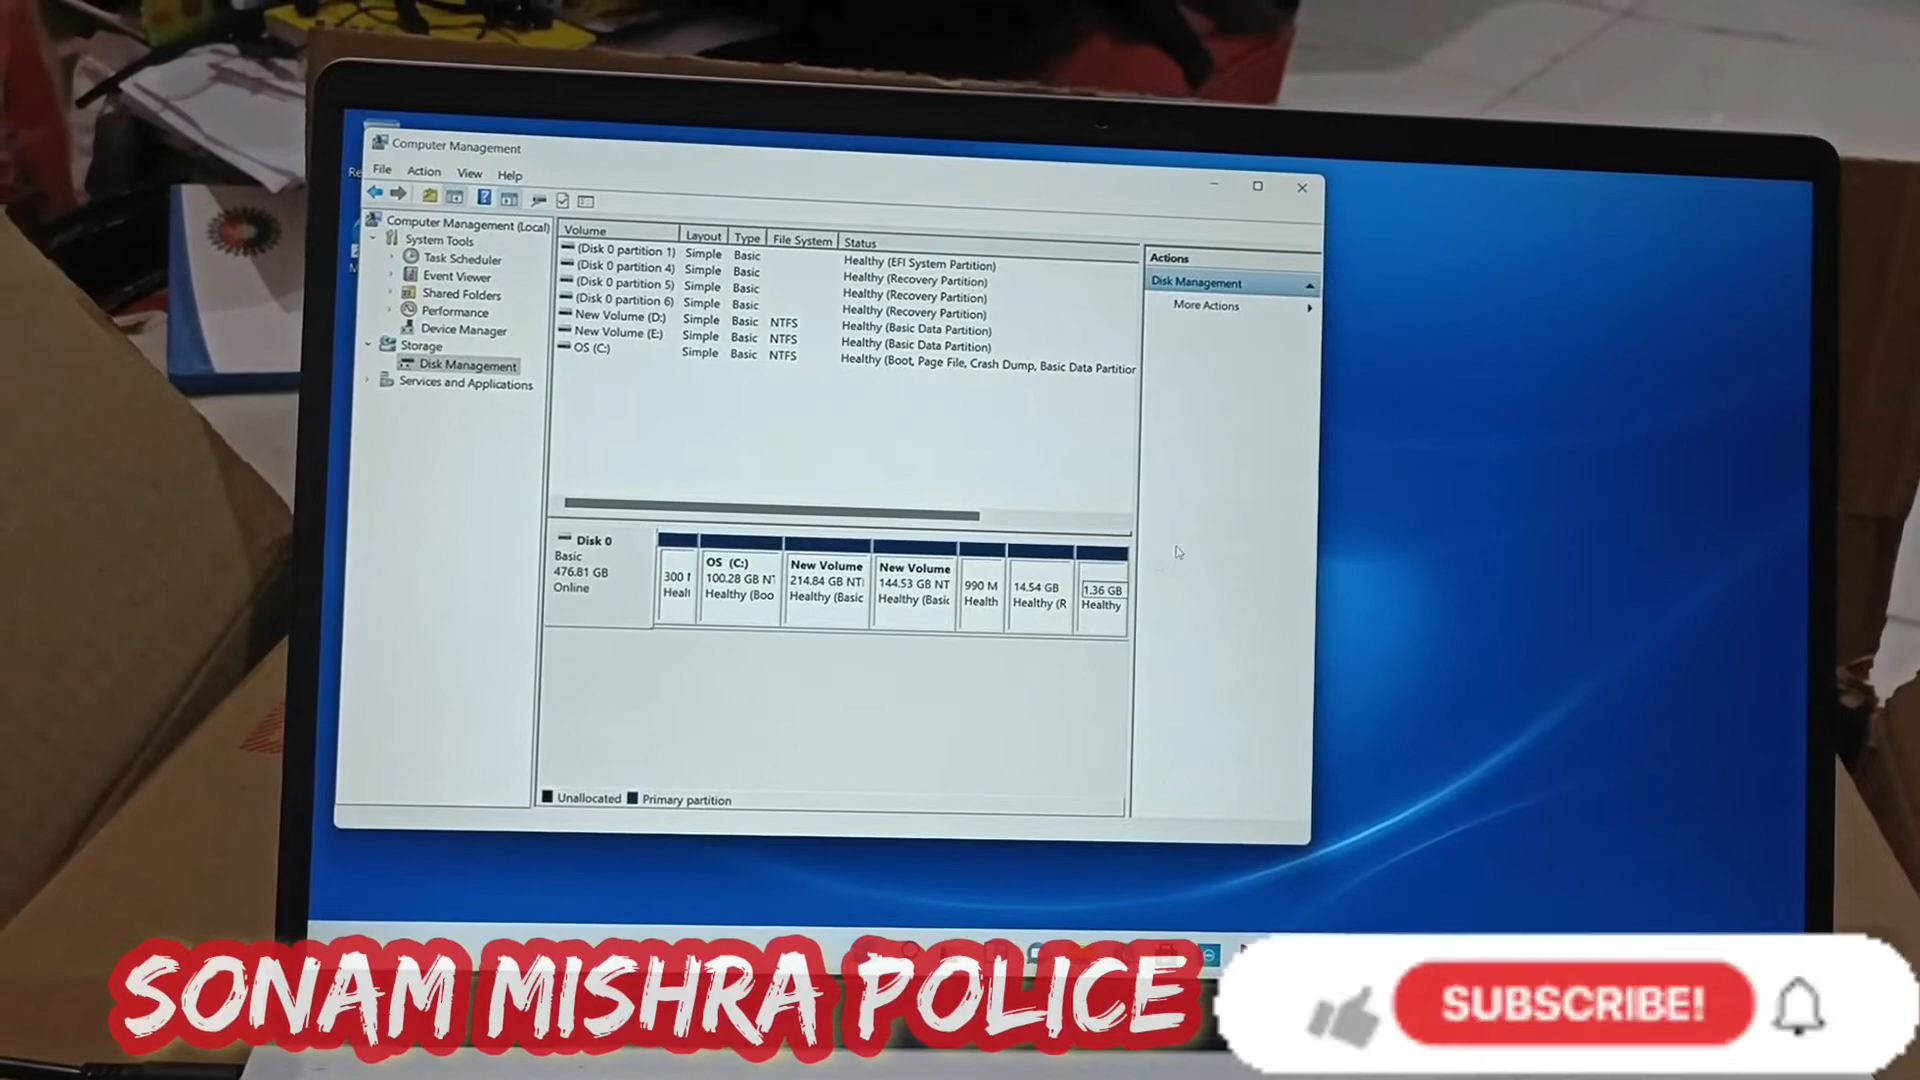 Computer Management
File Action View Help
Computer Management (Local)
System Tools
Task Scheduler
Event Viewer
Shared Folders
Performance
Device Manager
Storage
Disk Management
Services and Applications
Volume Layout Type File System Status
(Disk 0 partition 1) Simple Basic Healthy (EFI System Partition)
(Disk 0 partition 4) Simple Basic Healthy (Recovery Partition)
(Disk 0 partition 5) Simple Basic Healthy (Recovery Partition)
(Disk 0 partition 6) Simple Basic Healthy (Recovery Partition)
New Volume (D:) Simple Basic NTFS Healthy (Basic Data Partition)
New Volume (E:) Simple Basic NTFS Healthy (Basic Data Partition)
OS (C:) Simple Basic NTFS Healthy (Boot, Page File, Crash Dump, Basic Data Partition
Actions
Disk Management
More Actions
Disk 0
Basic
476.81 GB
Online
300 M
Healt
OS (C:)
100.28 GB NT
Healthy (Boo
New Volume
214.84 GB NT
Healthy (Basic
New Volume
144.53 GB NT
Healthy (Basic
990 M
Health
14.54 GB
Healthy (R
1.36 GB
Healthy
Unallocated Primary partition
SONAM MISHRA POLICE
SUBSCRIBE!